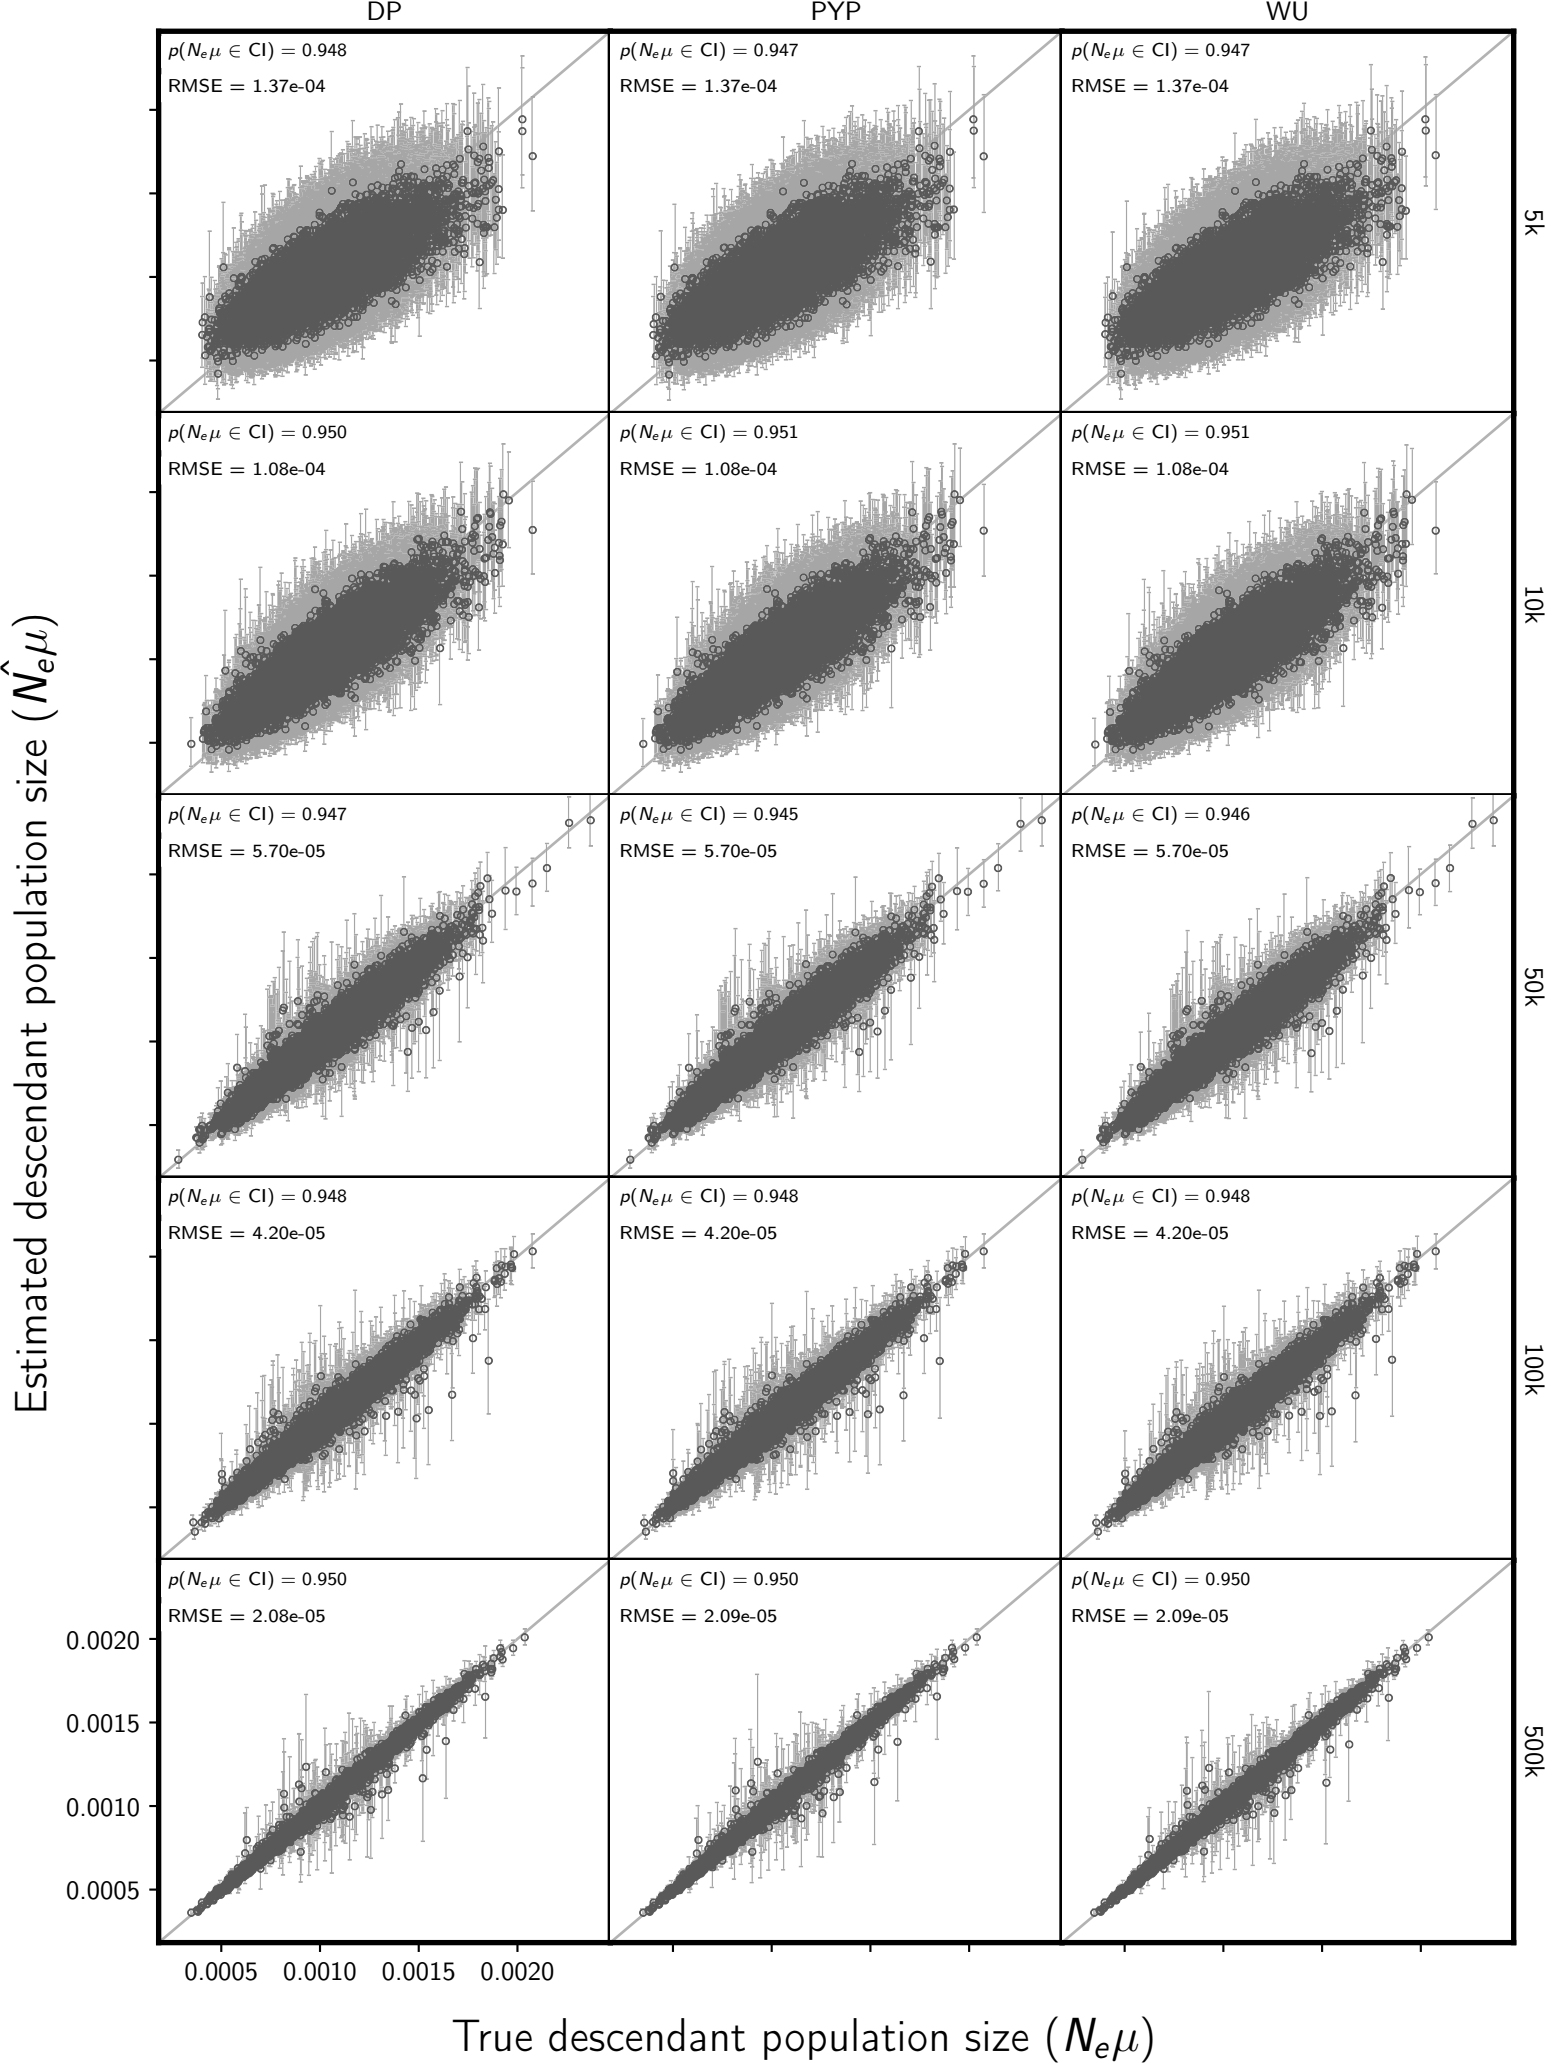 DP PYP WU
p(Nₑμ ∈ CI) = 0.948 p(Nₑμ ∈ CI) = 0.947 p(Nₑμ ∈ CI) = 0.947
RMSE = 1.37e-04 RMSE = 1.37e-04 RMSE = 1.37e-04
5k
p(Nₑμ ∈ CI) = 0.950 p(Nₑμ ∈ CI) = 0.951 p(Nₑμ ∈ CI) = 0.951
RMSE = 1.08e-04 RMSE = 1.08e-04 RMSE = 1.08e-04
10k
p(Nₑμ ∈ CI) = 0.947 p(Nₑμ ∈ CI) = 0.945 p(Nₑμ ∈ CI) = 0.946
RMSE = 5.70e-05 RMSE = 5.70e-05 RMSE = 5.70e-05
50k
p(Nₑμ ∈ CI) = 0.948 p(Nₑμ ∈ CI) = 0.948 p(Nₑμ ∈ CI) = 0.948
RMSE = 4.20e-05 RMSE = 4.20e-05 RMSE = 4.20e-05
100k
p(Nₑμ ∈ CI) = 0.950 p(Nₑμ ∈ CI) = 0.950 p(Nₑμ ∈ CI) = 0.950
RMSE = 2.08e-05 RMSE = 2.09e-05 RMSE = 2.09e-05
500k
0.0020
0.0015
0.0010
0.0005
0.0005 0.0010 0.0015 0.0020
Estimated descendant population size (N̂ₑμ)
True descendant population size (Nₑμ)